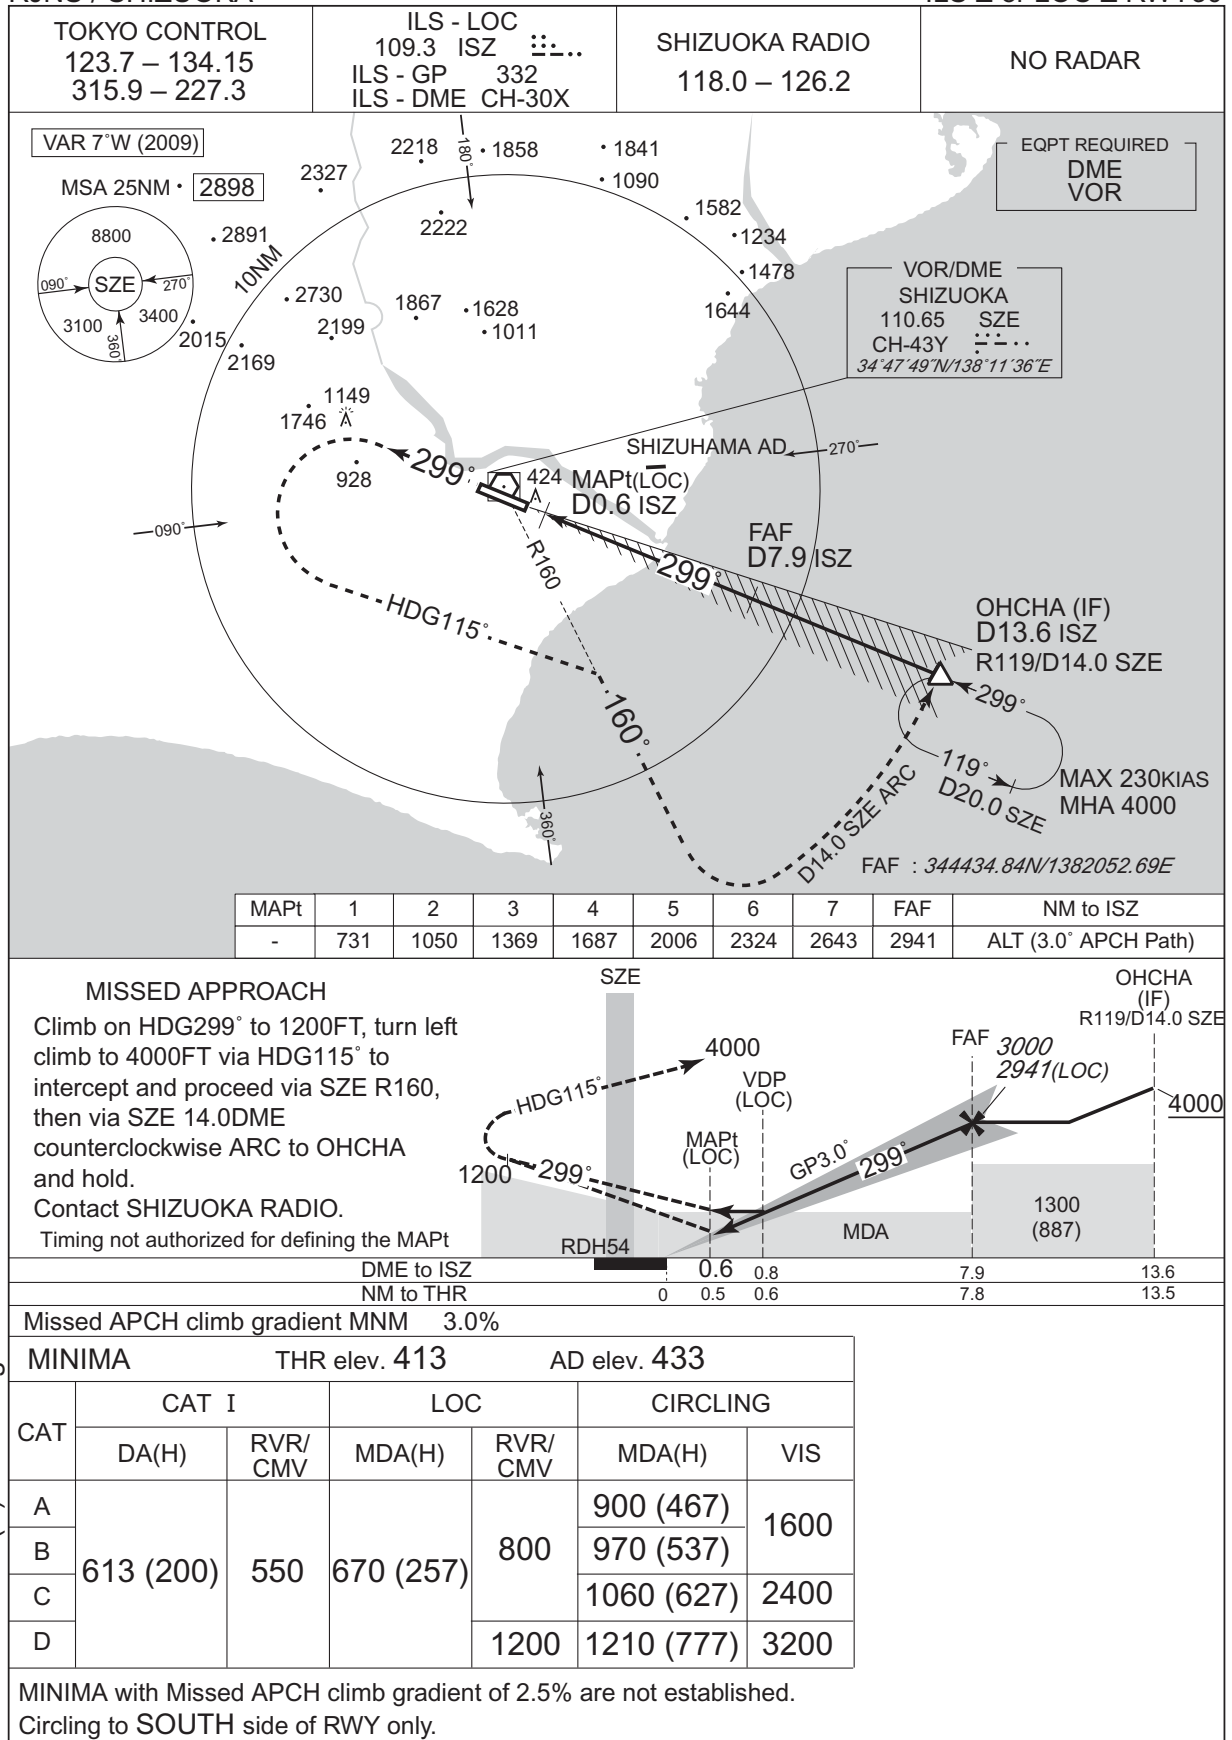 TOKYO CONTROL
123.7 – 134.15
315.9 – 227.3
ILS - LOC
109.3 ISZ
ILS - GP 332
ILS - DME CH-30X
SHIZUOKA RADIO
118.0 – 126.2
NO RADAR
VAR 7˚W (2009)
MSA 25NM
2898
8800
SZE
090˚
270˚
3100
3400
360˚
EQPT REQUIRED
DME
VOR
180˚
2218
1858
1841
1090
2327
2222
1582
1234
1478
1644
2891
10NM
2730
1867
1628
1011
2199
2015
2169
VOR/DME
SHIZUOKA
110.65 SZE
CH-43Y
34˚47´49˝N/138˚11´36˝E
1149
1746
928
299˚
SHIZUHAMA AD
270˚
424
MAPt(LOC)
D0.6 ISZ
090˚
R160
FAF
D7.9 ISZ
299˚
HDG115˚
OHCHA (IF)
D13.6 ISZ
R119/D14.0 SZE
299˚
160˚
119˚
D20.0 SZE
MAX 230KIAS
MHA 4000
360˚
D14.0 SZE ARC
FAF : 344434.84N/1382052.69E
MAPt 1 2 3 4 5 6 7 FAF NM to ISZ
- 731 1050 1369 1687 2006 2324 2643 2941 ALT (3.0˚ APCH Path)
MISSED APPROACH
Climb on HDG299˚ to 1200FT, turn left
climb to 4000FT via HDG115˚ to
intercept and proceed via SZE R160,
then via SZE 14.0DME
counterclockwise ARC to OHCHA
and hold.
Contact SHIZUOKA RADIO.
Timing not authorized for defining the MAPt
SZE
OHCHA
(IF)
R119/D14.0 SZE
FAF
3000
2941(LOC)
4000
4000
VDP
(LOC)
HDG115˚
MAPt
(LOC)
1200
299˚
GP3.0˚
299˚
MDA
1300
(887)
RDH54
DME to ISZ 0.6 0.8 7.9 13.6
NM to THR 0 0.5 0.6 7.8 13.5
Missed APCH climb gradient MNM 3.0%
MINIMA THR elev. 413 AD elev. 433
CAT
CAT I
LOC
CIRCLING
DA(H)
RVR/
CMV
MDA(H)
RVR/
CMV
MDA(H)
VIS
A
B
C
D
613 (200)
550
670 (257)
800
1200
900 (467)
970 (537)
1060 (627)
1210 (777)
1600
2400
3200
MINIMA with Missed APCH climb gradient of 2.5% are not established.
Circling to SOUTH side of RWY only.